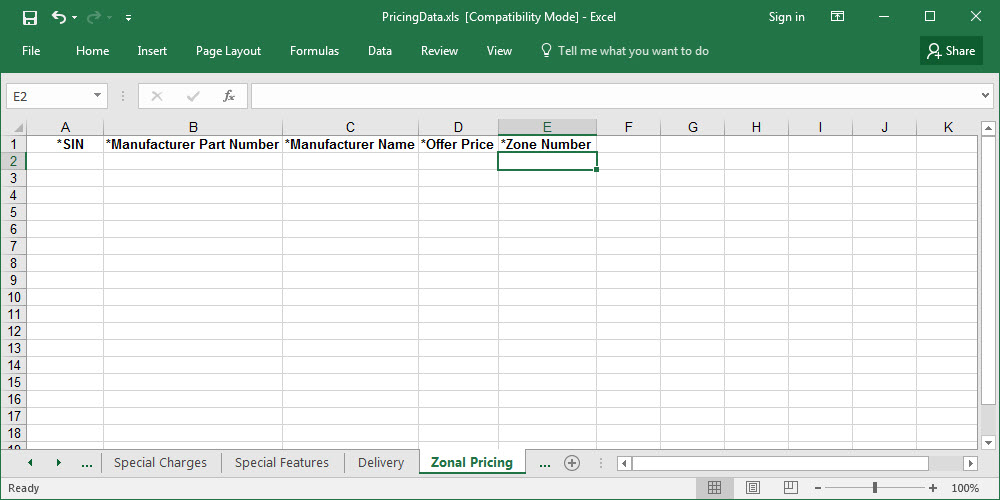 PricingData.xls [Compatibility Mode] - Excel
Sign in
File Home Insert Page Layout Formulas Data Review View Tell me what you want to do Share
E2 fx
A B C D E F G H I J K
1 *SIN *Manufacturer Part Number *Manufacturer Name *Offer Price *Zone Number
2
3
4
5
6
7
8
9
10
11
12
13
14
15
16
17
18
19
... Special Charges Special Features Delivery Zonal Pricing ...
Ready 100%